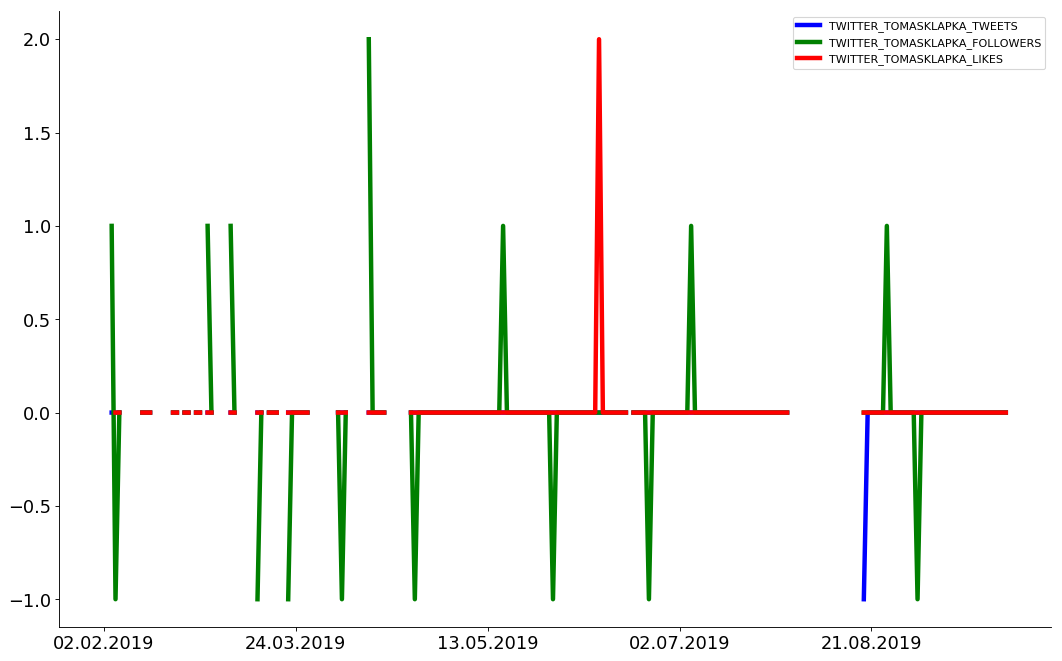 TWITTER_TOMASKLAPKA_TWEETS
TWITTER_TOMASKLAPKA_FOLLOWERS
TWITTER_TOMASKLAPKA_LIKES
2.0
1.5
1.0
0.5
0.0
−0.5
−1.0
02.02.2019 24.03.2019 13.05.2019 02.07.2019 21.08.2019